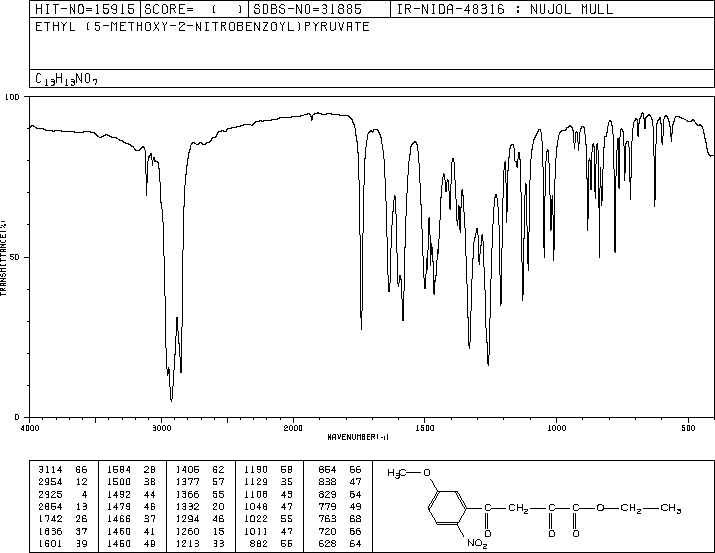 HIT-NO=15915 SCORE= ( ) SDBS-NO=31885 IR-NIDA-48316 : NUJOL MULL
ETHYL (5-METHOXY-2-NITROBENZOYL)PYRUVATE
C13H13NO7
100
50
0
TRANSMITTANCE(%)
4000 3000 2000 1500 1000 500
WAVENUMBER(-1)
3114 66 1584 28 1406 62 1190 58 864 66
2954 12 1500 38 1377 57 1129 35 838 47
2925 4 1492 44 1366 55 1108 43 829 64
2854 13 1479 46 1332 20 1048 47 779 49
1742 26 1466 37 1294 46 1022 55 763 68
1636 37 1460 41 1260 15 1011 47 720 66
1601 39 1450 49 1213 33 882 56 628 64
H3C O
O CH2 O O O CH2 CH3
NO2